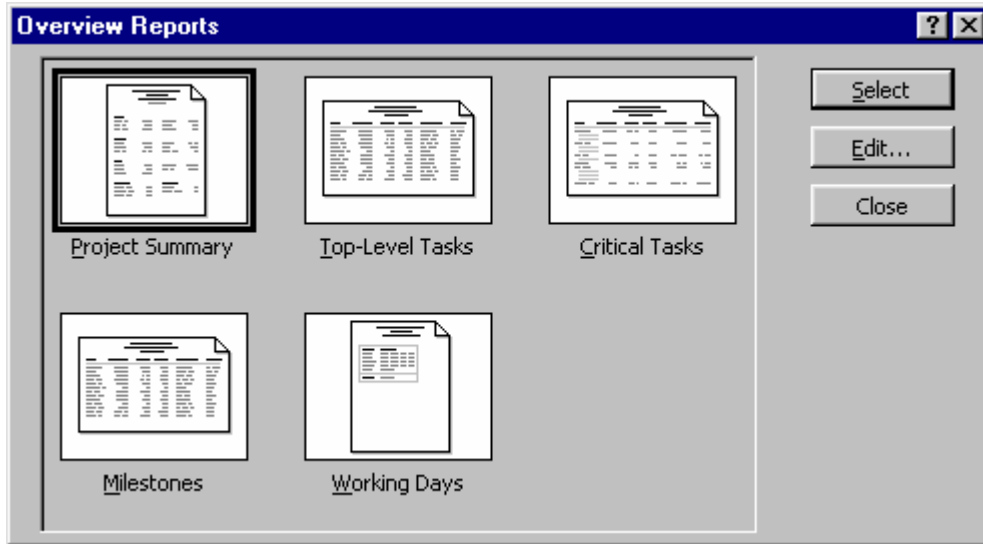 Overview Reports
Project Summary
Top-Level Tasks
Critical Tasks
Milestones
Working Days
Select
Edit...
Close